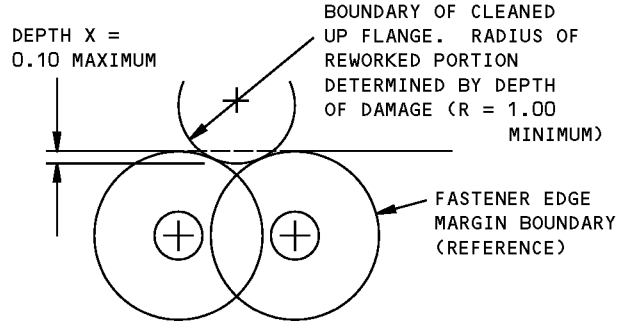 DEPTH X =
0.10 MAXIMUM
BOUNDARY OF CLEANED
UP FLANGE. RADIUS OF
REWORKED PORTION
DETERMINED BY DEPTH
OF DAMAGE (R = 1.00
MINIMUM)
FASTENER EDGE
MARGIN BOUNDARY
(REFERENCE)